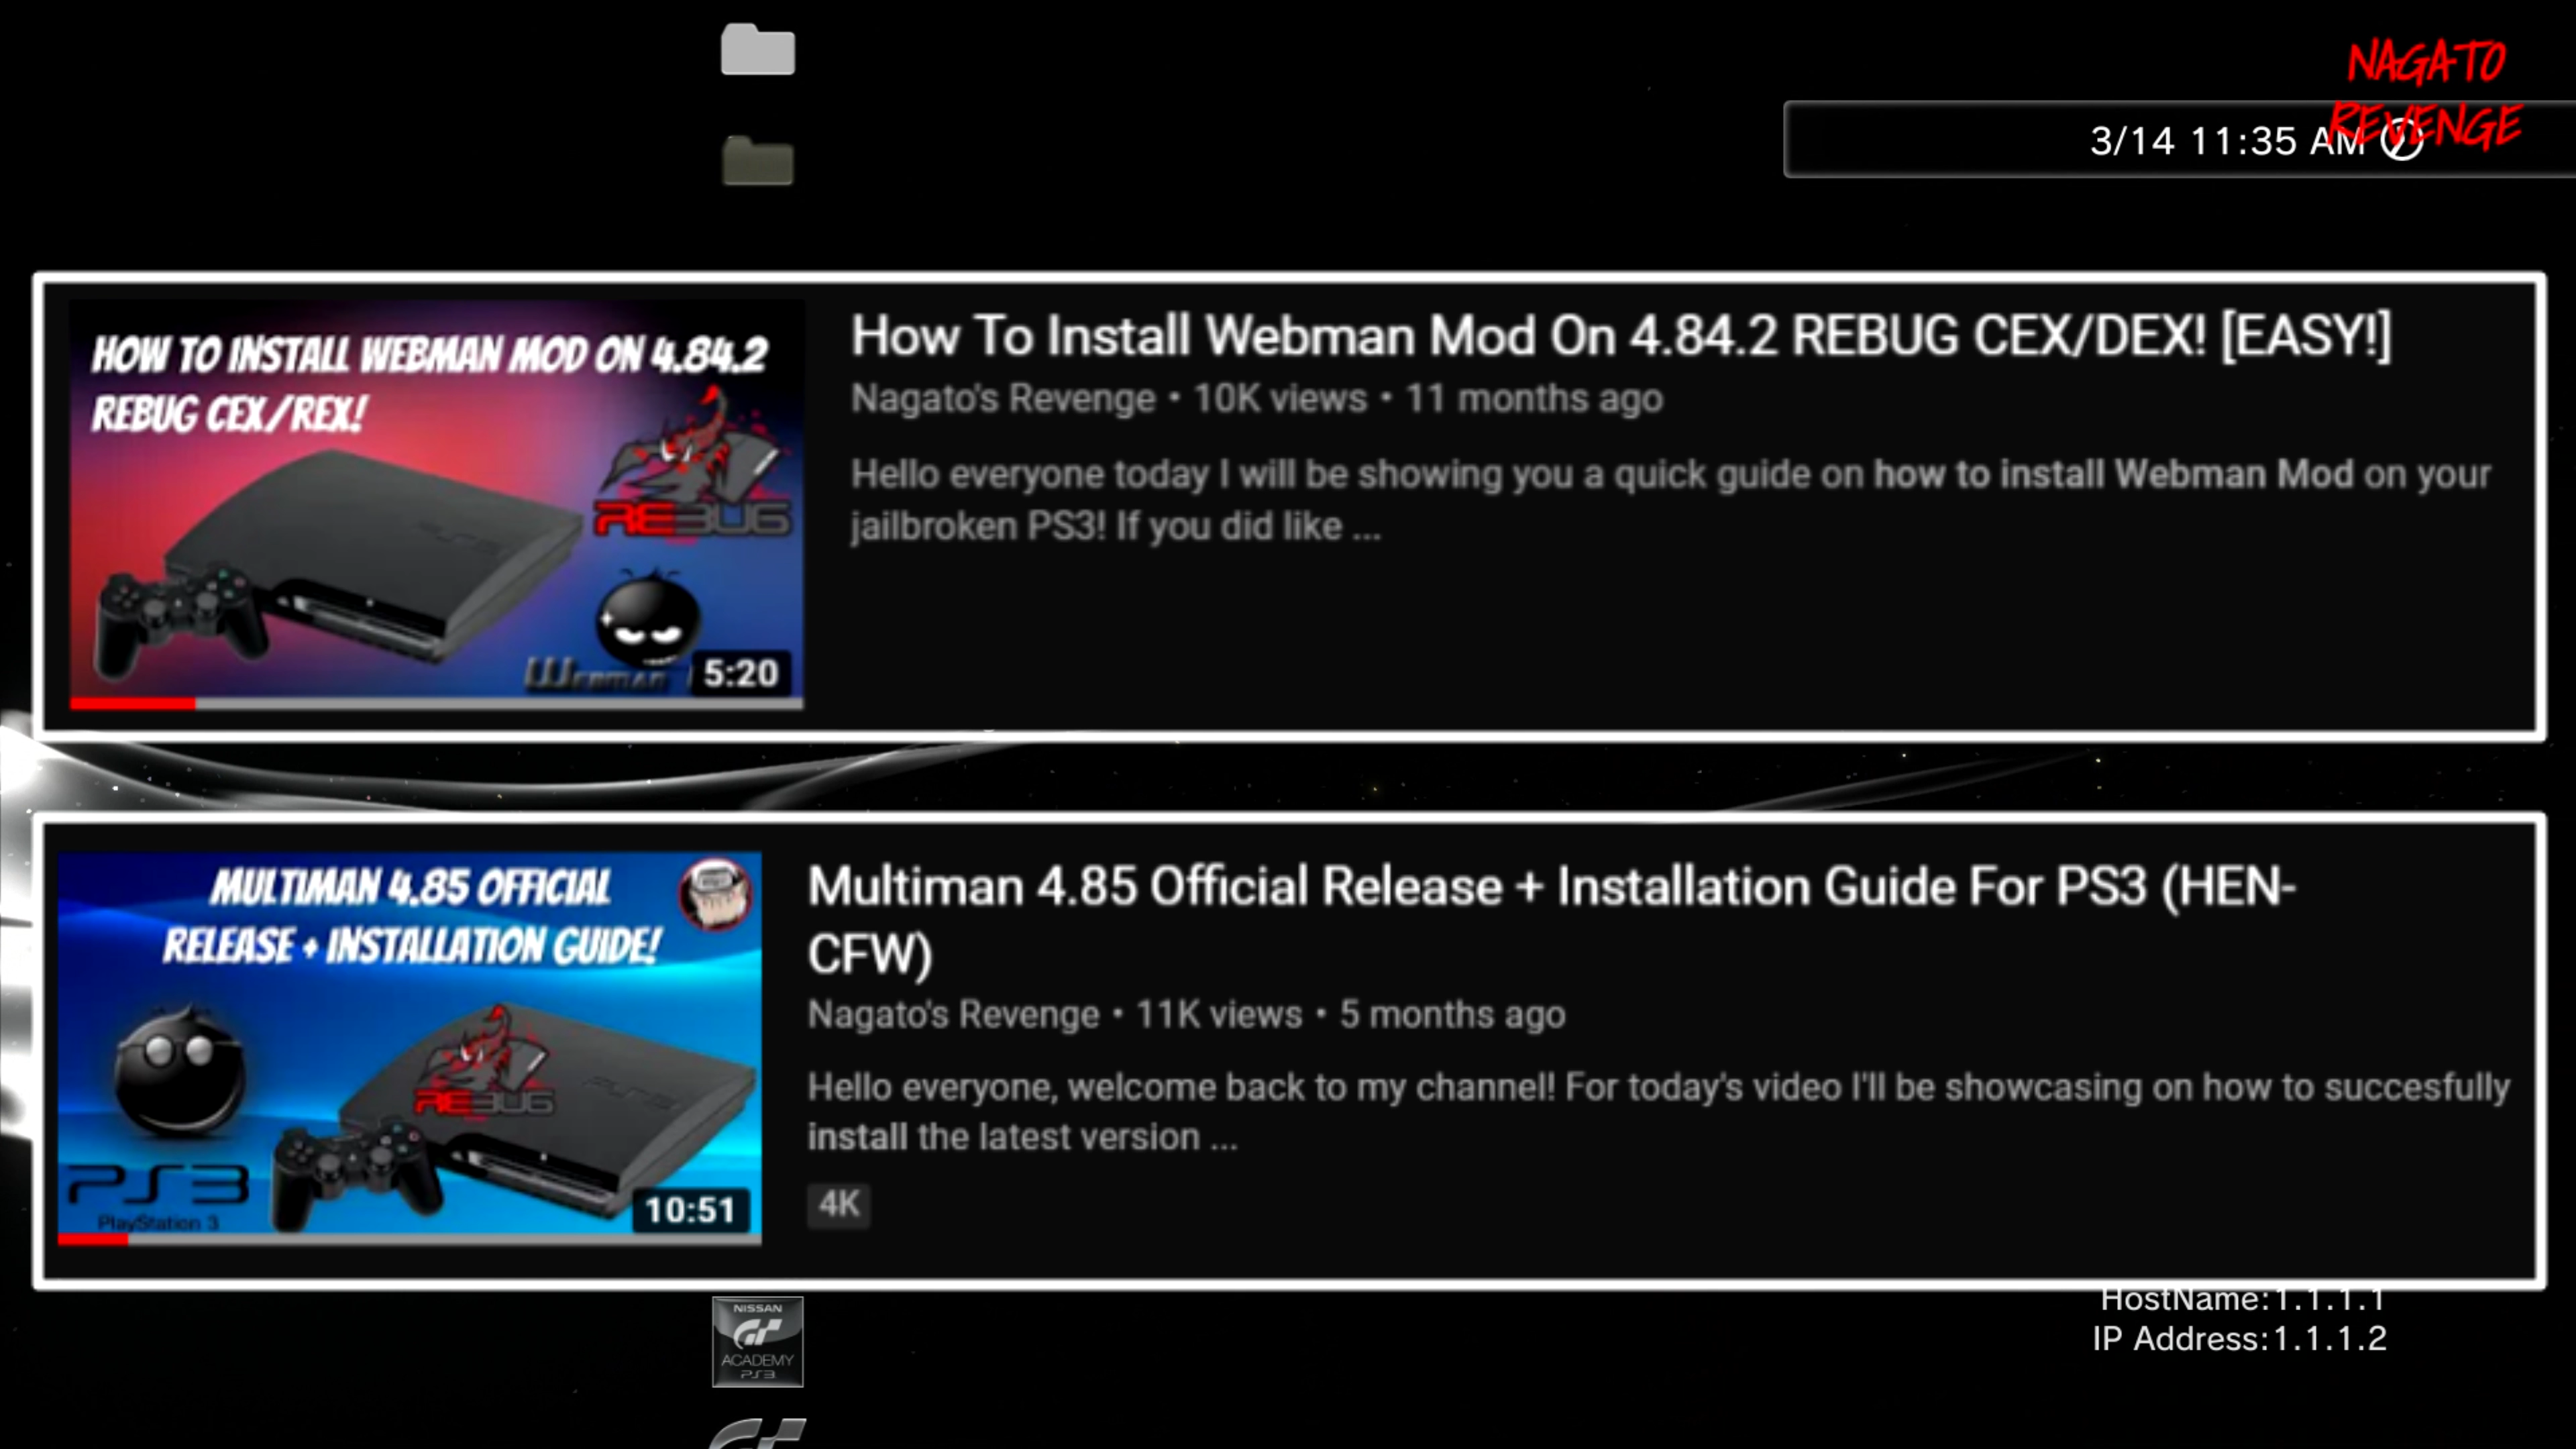 NAGATO
REVENGE
3/14 11:35 AM
HOW TO INSTALL WEBMAN MOD ON 4.84.2
REBUG CEX/REX!
REBUG
WEBMAN
5:20
How To Install Webman Mod On 4.84.2 REBUG CEX/DEX! [EASY!]
Nagato's Revenge • 10K views • 11 months ago
Hello everyone today I will be showing you a quick guide on how to install Webman Mod on your
jailbroken PS3! If you did like ...
MULTIMAN 4.85 OFFICIAL
RELEASE + INSTALLATION GUIDE!
REBUG
PS3
PlayStation 3
10:51
Multiman 4.85 Official Release + Installation Guide For PS3 (HEN-
CFW)
Nagato's Revenge • 11K views • 5 months ago
Hello everyone, welcome back to my channel! For today's video I'll be showcasing on how to succesfully
install the latest version ...
4K
NISSAN
GT
ACADEMY
PS3
HostName:1.1.1.1
IP Address:1.1.1.2